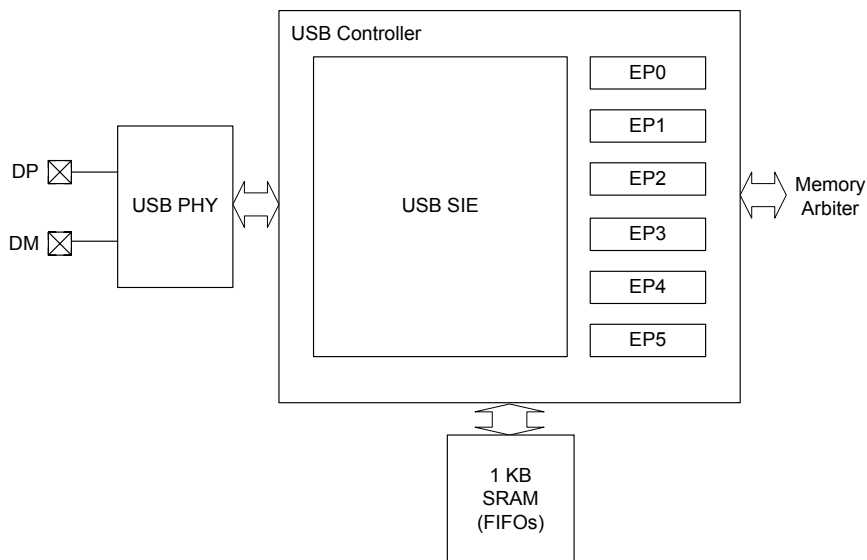 USB Controller
DP
DM
USB PHY
USB SIE
EP0
EP1
EP2
EP3
EP4
EP5
Memory
Arbiter
1 KB
SRAM
(FIFOs)